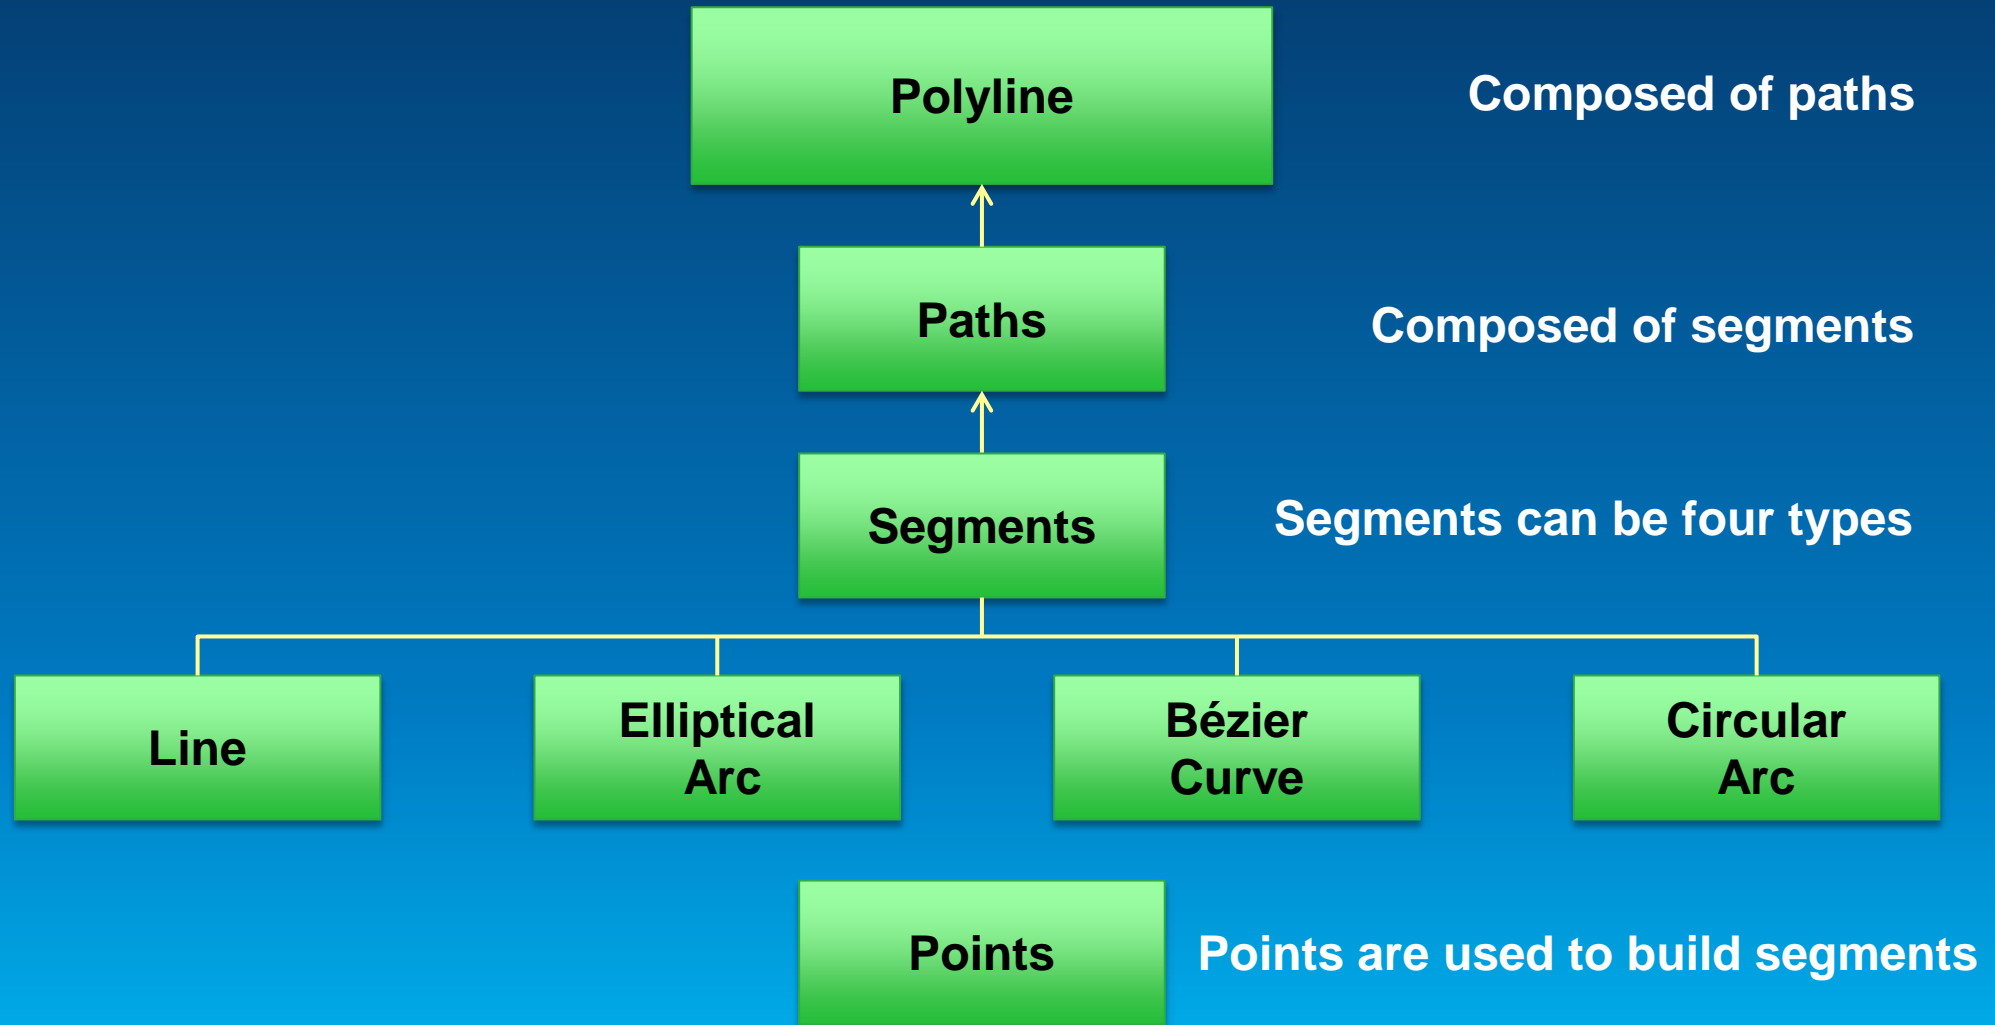 Polyline
Composed of paths
Paths
Composed of segments
Segments
Segments can be four types
Line
Elliptical
Arc
Bézier
Curve
Circular
Arc
Points
Points are used to build segments